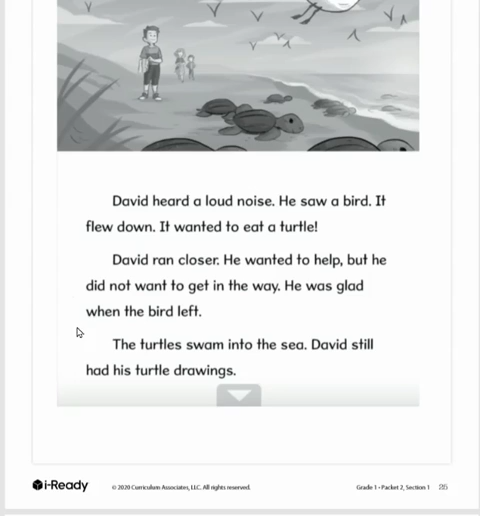 David heard a loud noise. He saw a bird. It
flew down. It wanted to eat a turtle!
David ran closer. He wanted to help, but he
did not want to get in the way. He was glad
when the bird left.
The turtles swam into the sea. David still
had his turtle drawings.
i-Ready
© 2020 Curriculum Associates, LLC. All rights reserved.
Grade 1 • Packet 2, Section 1 35